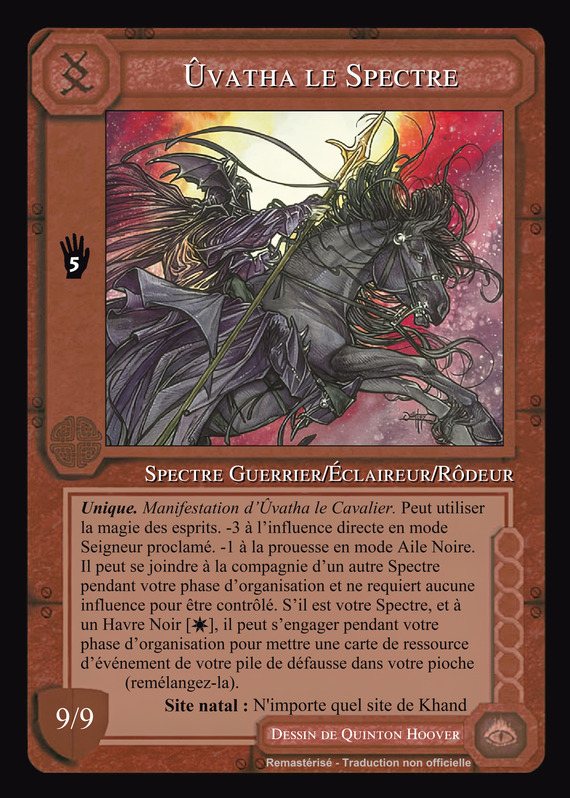 Ûvatha le Spectre
5
Spectre Guerrier/Éclaireur/Rôdeur
Unique. Manifestation d'Ûvatha le Cavalier. Peut utiliser
la magie des esprits. -3 à l'influence directe en mode
Seigneur proclamé. -1 à la prouesse en mode Aile Noire.
Il peut se joindre à la compagnie d'un autre Spectre
pendant votre phase d'organisation et ne requiert aucune
influence pour être contrôlé. S'il est votre Spectre, et à
un Havre Noir [✷], il peut s'engager pendant votre
phase d'organisation pour mettre une carte de ressource
d'événement de votre pile de défausse dans votre pioche
(remélangez-la).
Site natal : N'importe quel site de Khand
9/9
Dessin de Quinton Hoover
Remastérisé - Traduction non officielle